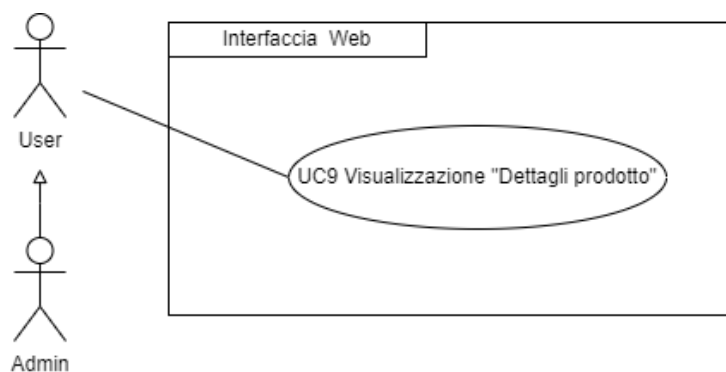 Interfaccia Web
User
UC9 Visualizzazione "Dettagli prodotto"
Admin